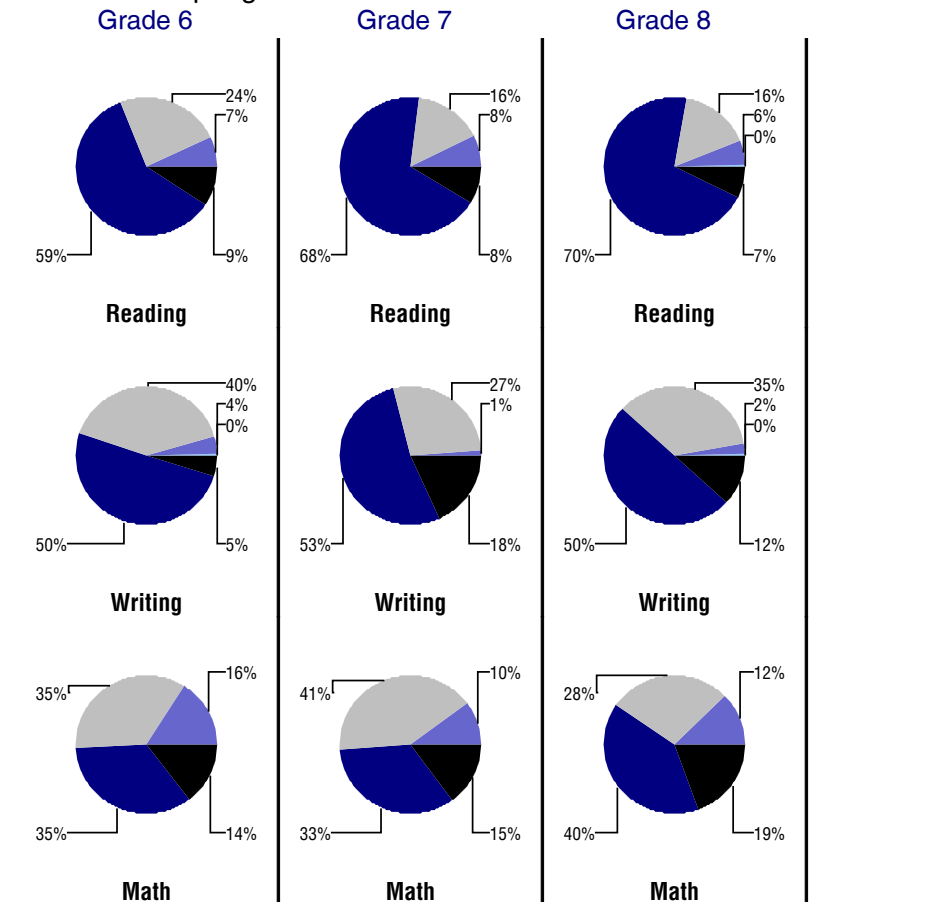 Grade 6 Grade 7 Grade 8
24% 16% 16%
7% 8% 6%
0%
59% 9% 68% 8% 70% 7%
Reading Reading Reading
40% 27% 35%
4% 1% 2%
0% 0%
50% 5% 53% 18% 50% 12%
Writing Writing Writing
16% 10% 12%
35% 41% 28%
35% 14% 33% 15% 40% 19%
Math Math Math